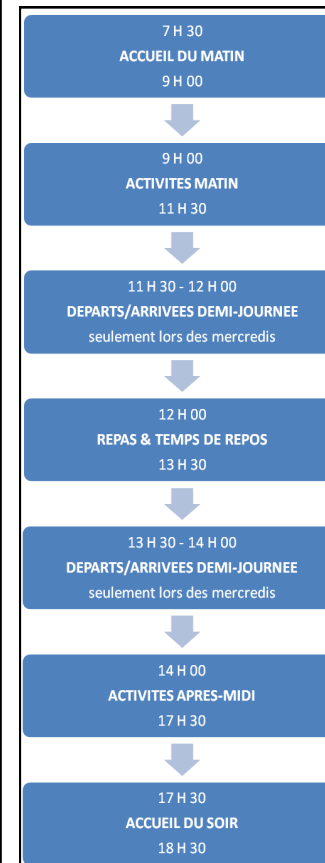 7 H 30
ACCUEIL DU MATIN
9 H 00
9 H 00
ACTIVITES MATIN
11 H 30
11 H 30 - 12 H 00
DEPARTS/ARRIVEES DEMI-JOURNEE
seulement lors des mercredis
12 H 00
REPAS & TEMPS DE REPOS
13 H 30
13 H 30 - 14 H 00
DEPARTS/ARRIVEES DEMI-JOURNEE
seulement lors des mercredis
14 H 00
ACTIVITES APRES-MIDI
17 H 30
17 H 30
ACCUEIL DU SOIR
18 H 30